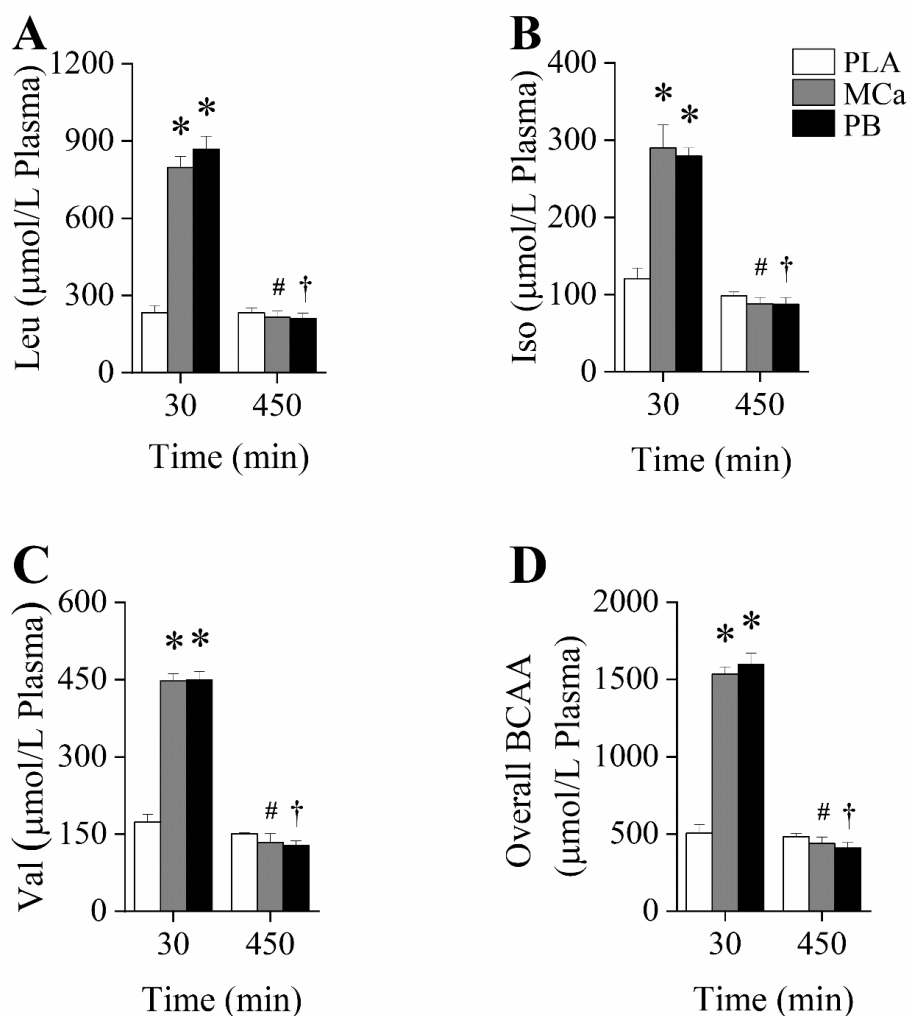 A
Leu (µmol/L Plasma)
1200
900
600
300
0
* *
# †
30 450
Time (min)
B
Iso (µmol/L Plasma)
400
300
200
100
0
* *
# †
30 450
Time (min)
PLA
MCa
PB
C
Val (µmol/L Plasma)
600
450
300
150
0
* *
# †
30 450
Time (min)
D
Overall BCAA
(µmol/L Plasma)
2000
1500
1000
500
0
* *
# †
30 450
Time (min)